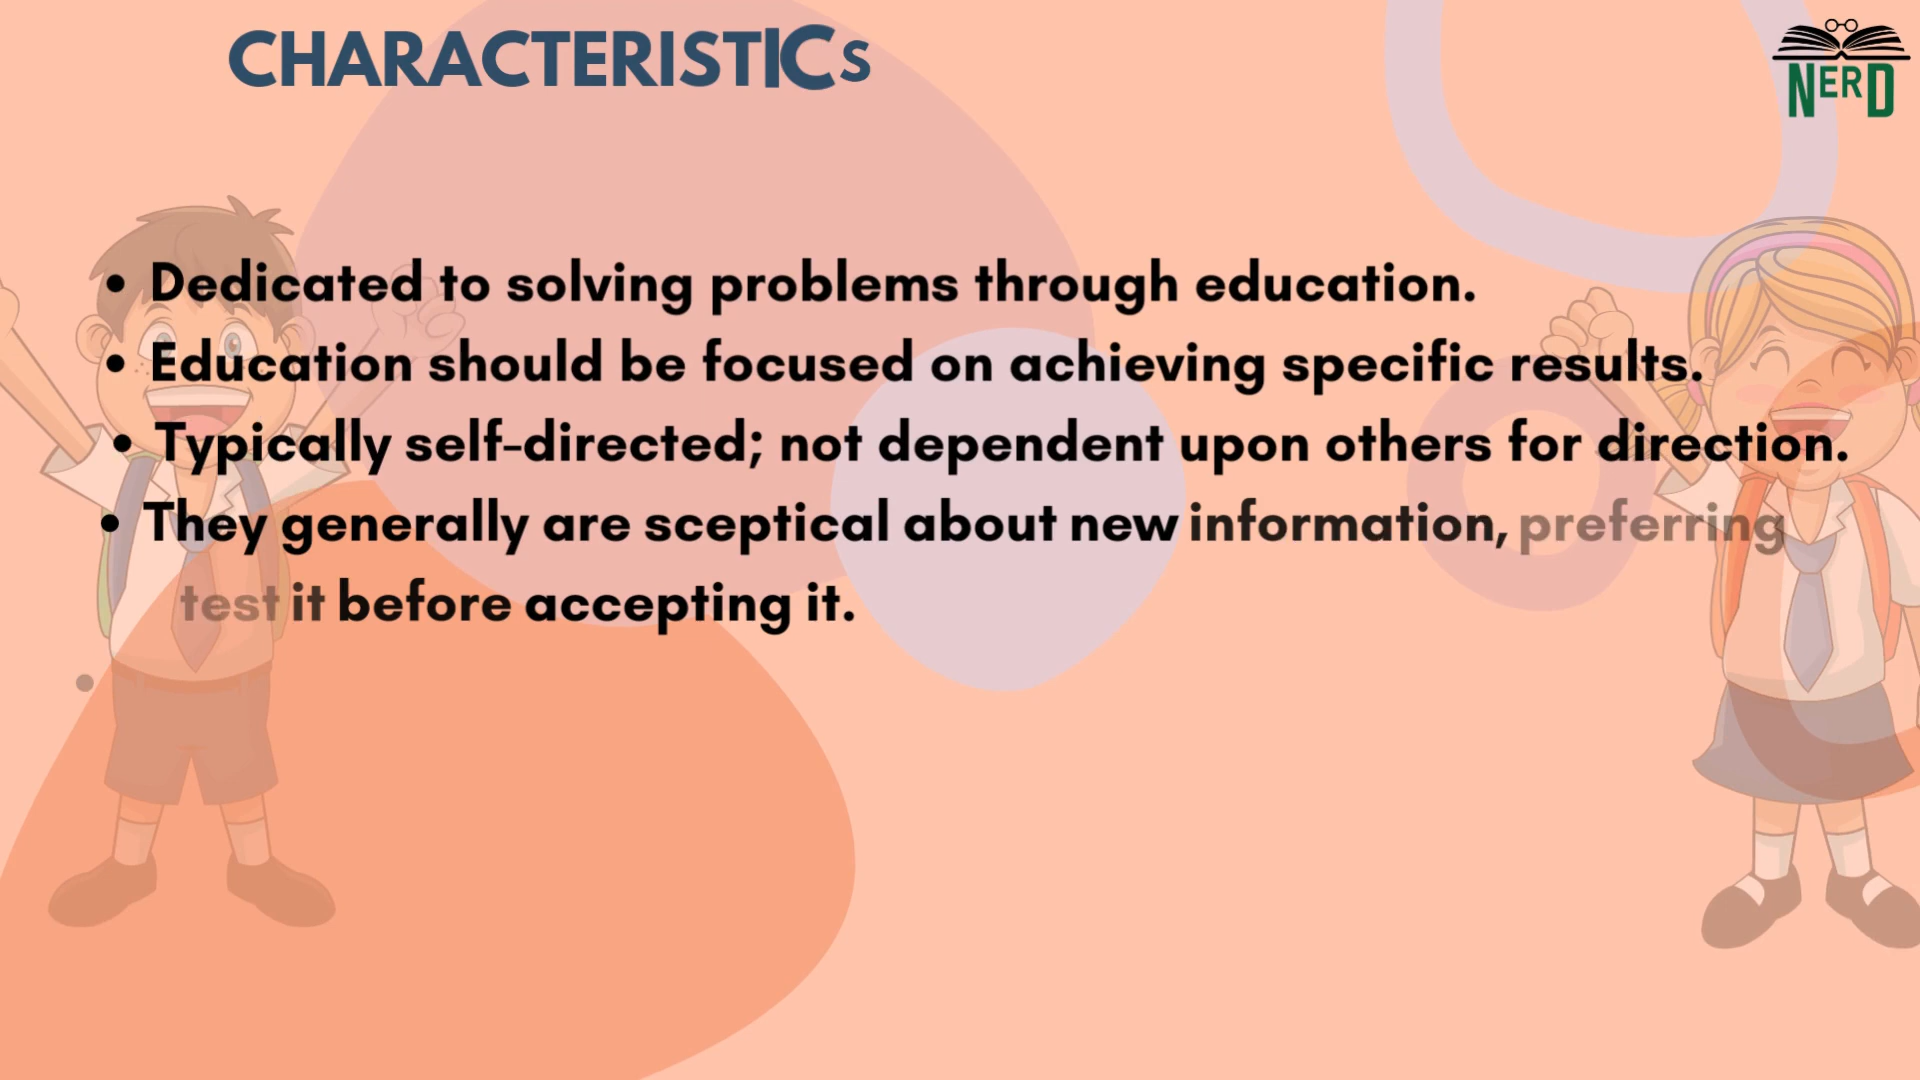 CHARACTERISTICs
NERD
• Dedicated to solving problems through education.
• Education should be focused on achieving specific results.
• Typically self-directed; not dependent upon others for direction.
• They generally are sceptical about new information, preferring
test it before accepting it.
•